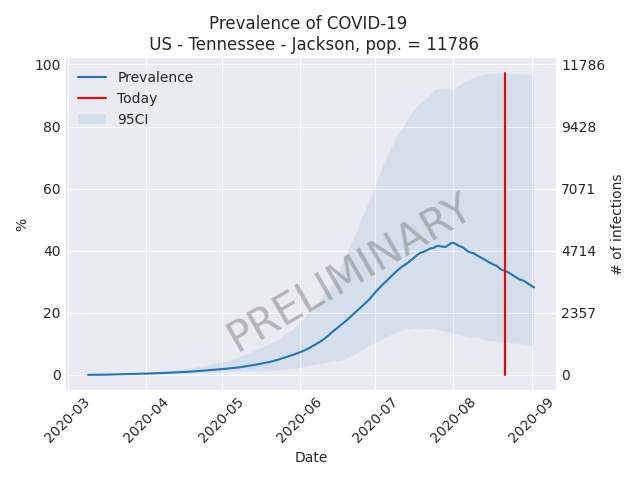 Prevalence of COVID-19
US - Tennessee - Jackson, pop. = 11786
Prevalence
Today
95CI
100
80
60
40
20
0
%
11786
9428
7071
4714
2357
0
# of infections
PRELIMINARY
2020-03
2020-04
2020-05
2020-06
2020-07
2020-08
2020-09
Date